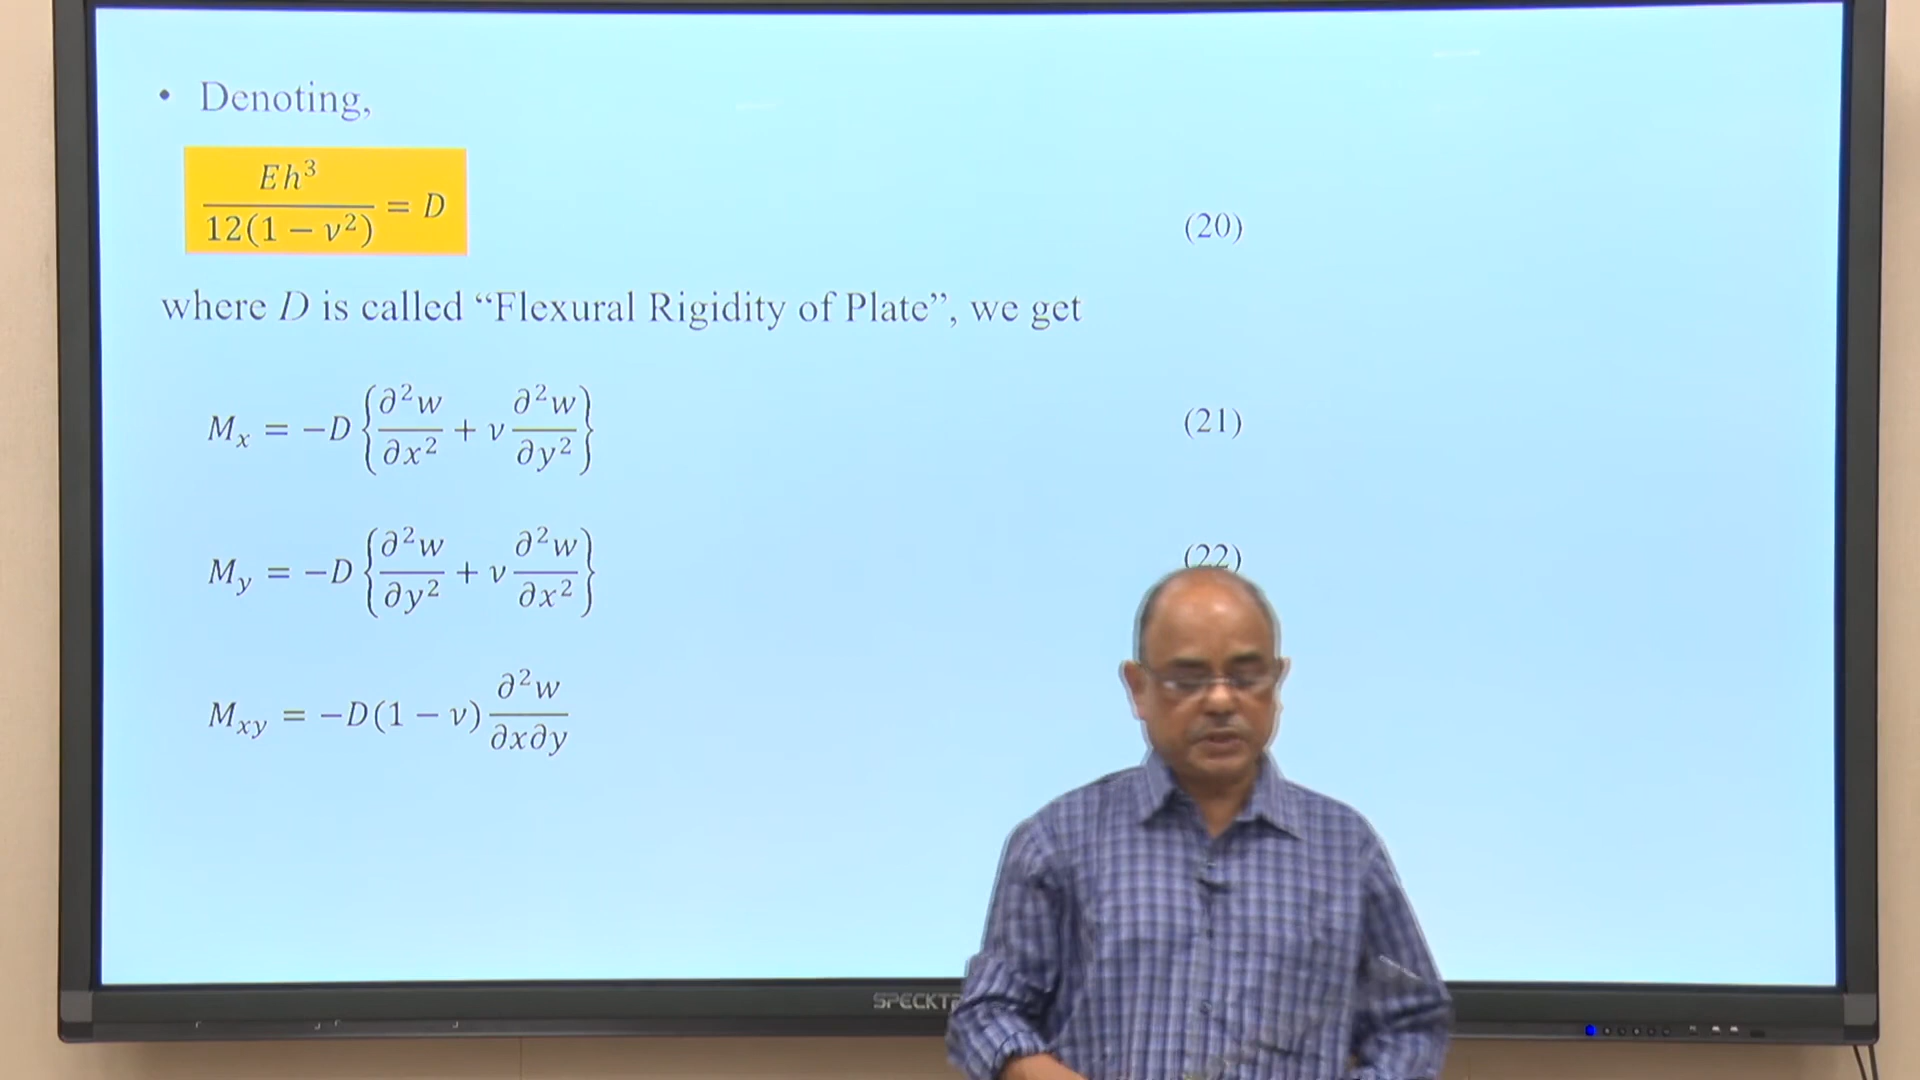 • Denoting,
Eh³ / 12(1 − ν²) = D (20)
where D is called “Flexural Rigidity of Plate”, we get
Mₓ = −D {∂²w/∂x² + ν ∂²w/∂y²} (21)
M_y = −D {∂²w/∂y² + ν ∂²w/∂x²} (22)
M_xy = −D(1 − ν) ∂²w/∂x∂y